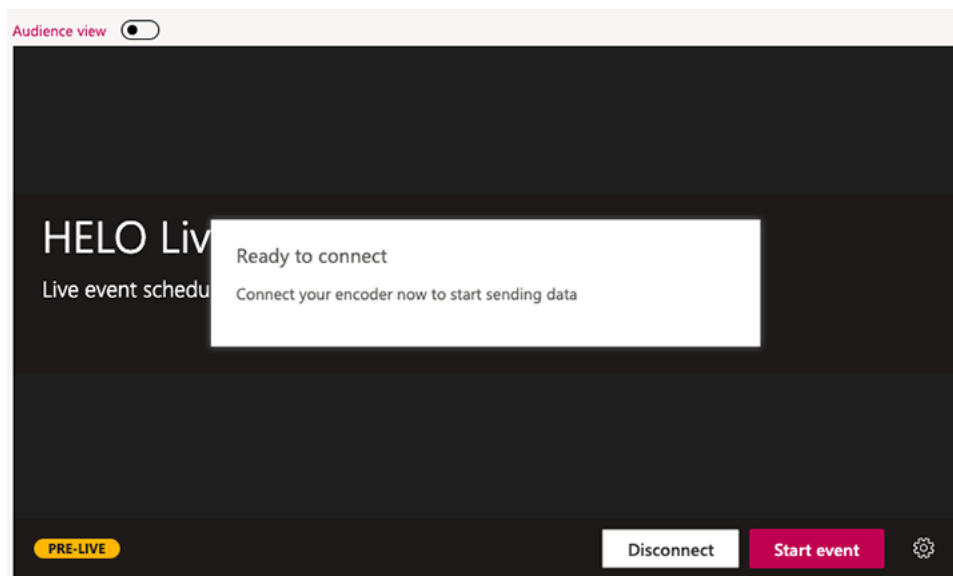 Audience view
HELO Liv
Live event schedu
Ready to connect
Connect your encoder now to start sending data
PRE-LIVE
Disconnect
Start event